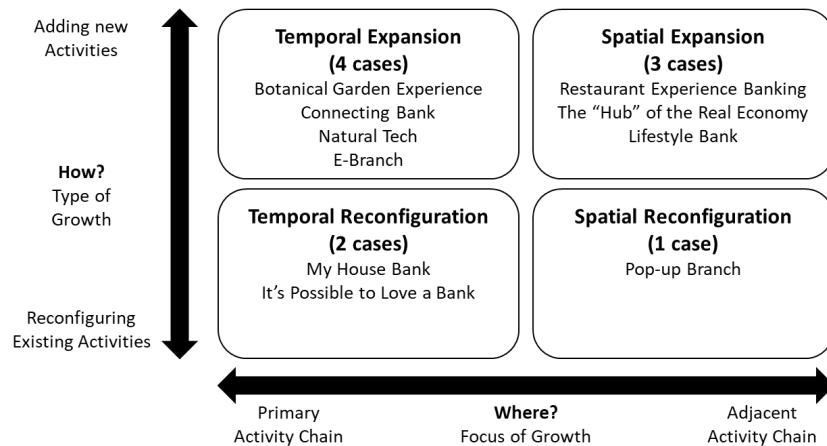 Adding new
Activities
How?
Type of
Growth
Reconfiguring
Existing Activities
Temporal Expansion
(4 cases)
Botanical Garden Experience
Connecting Bank
Natural Tech
E-Branch
Spatial Expansion
(3 cases)
Restaurant Experience Banking
The “Hub” of the Real Economy
Lifestyle Bank
Temporal Reconfiguration
(2 cases)
My House Bank
It’s Possible to Love a Bank
Spatial Reconfiguration
(1 case)
Pop-up Branch
Primary
Activity Chain
Where?
Focus of Growth
Adjacent
Activity Chain